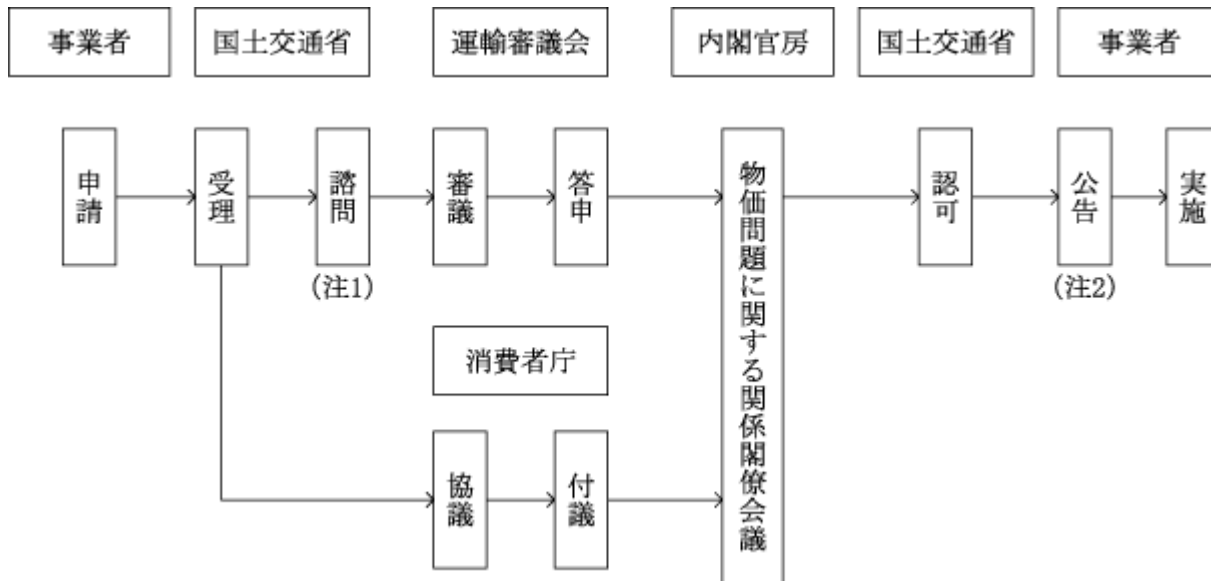 事業者
国土交通省
運輸審議会
内閣官房
国土交通省
事業者
申請
受理
諮問
審議
答申
物価問題に関する関係閣僚会議
認可
公告
実施
(注1)
(注2)
消費者庁
協議
付議